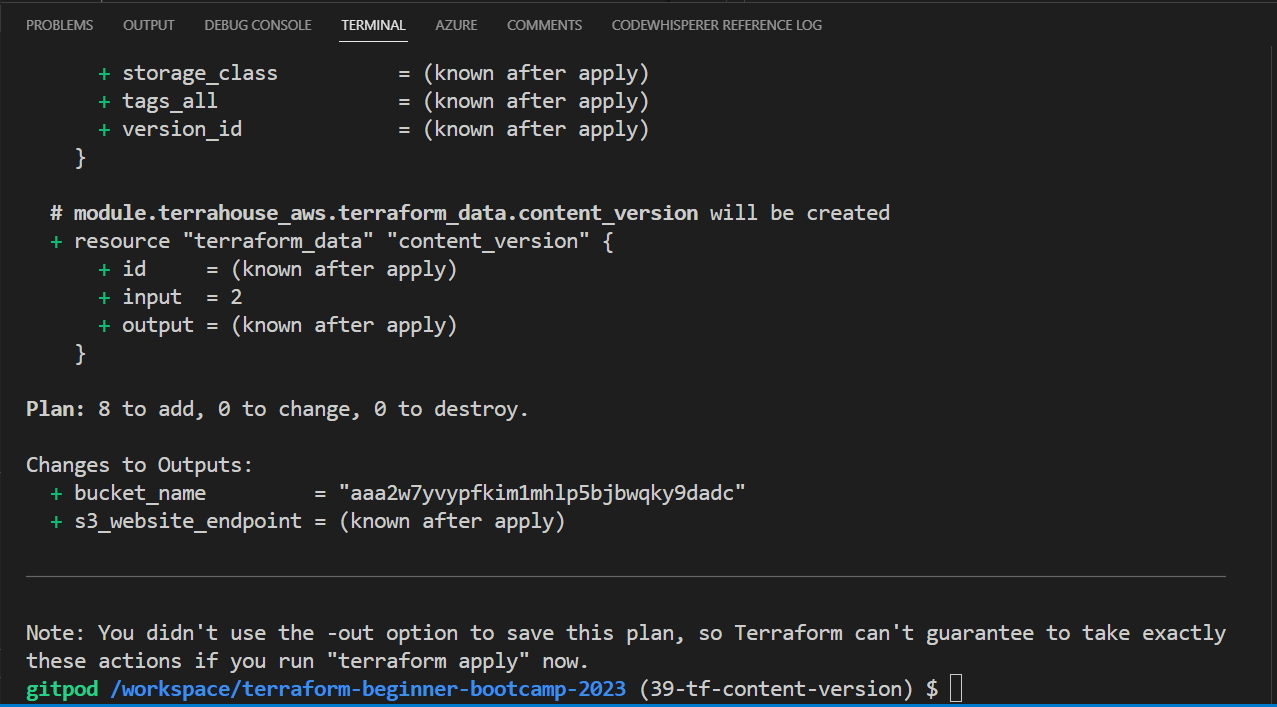 PROBLEMS OUTPUT DEBUG CONSOLE TERMINAL AZURE COMMENTS CODEWHISPERER REFERENCE LOG
+ storage_class = (known after apply)
+ tags_all = (known after apply)
+ version_id = (known after apply)
}
# module.terrahouse_aws.terraform_data.content_version will be created
+ resource "terraform_data" "content_version" {
+ id = (known after apply)
+ input = 2
+ output = (known after apply)
}
Plan: 8 to add, 0 to change, 0 to destroy.
Changes to Outputs:
+ bucket_name = "aaa2w7yvypfkim1mhlp5bjbwqky9dadc"
+ s3_website_endpoint = (known after apply)
Note: You didn't use the -out option to save this plan, so Terraform can't guarantee to take exactly
these actions if you run "terraform apply" now.
gitpod /workspace/terraform-beginner-bootcamp-2023 (39-tf-content-version) $